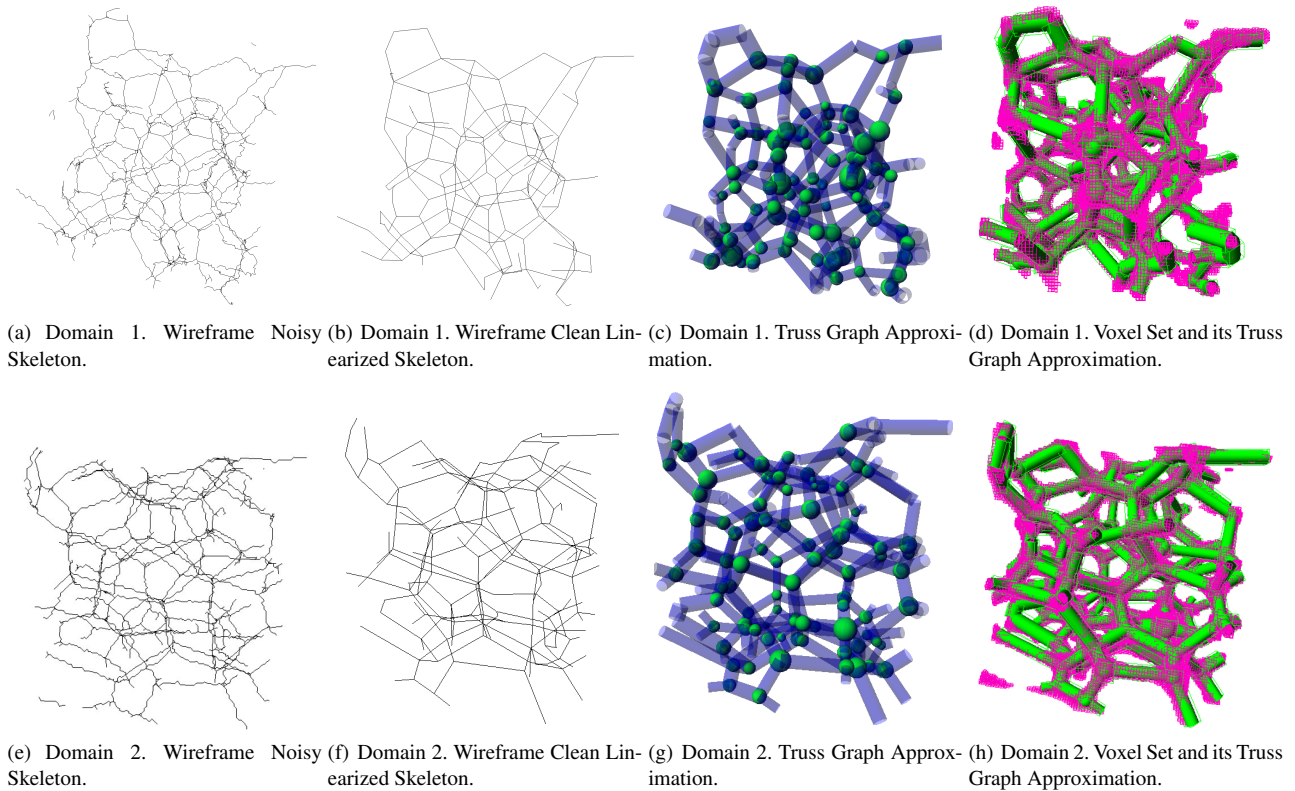 (a) Domain 1. Wireframe Noisy
Skeleton.
(b) Domain 1. Wireframe Clean Lin-
earized Skeleton.
(c) Domain 1. Truss Graph Approxi-
mation.
(d) Domain 1. Voxel Set and its Truss
Graph Approximation.
(e) Domain 2. Wireframe Noisy
Skeleton.
(f) Domain 2. Wireframe Clean Lin-
earized Skeleton.
(g) Domain 2. Truss Graph Approx-
imation.
(h) Domain 2. Voxel Set and its Truss
Graph Approximation.